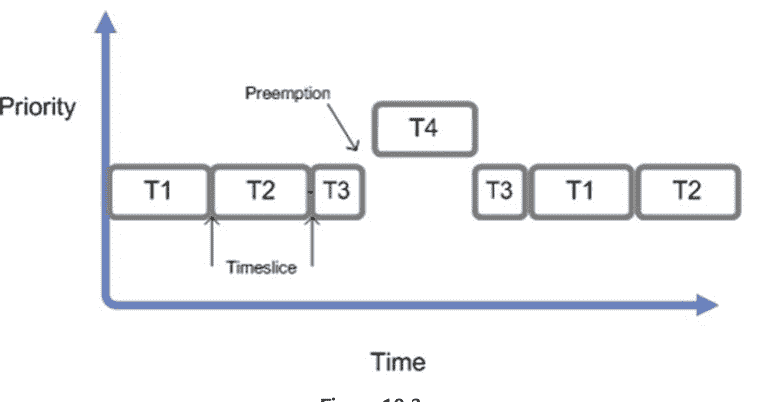 Preemption
Priority
T4
T1 T2 T3 T3 T1 T2
Timeslice
Time